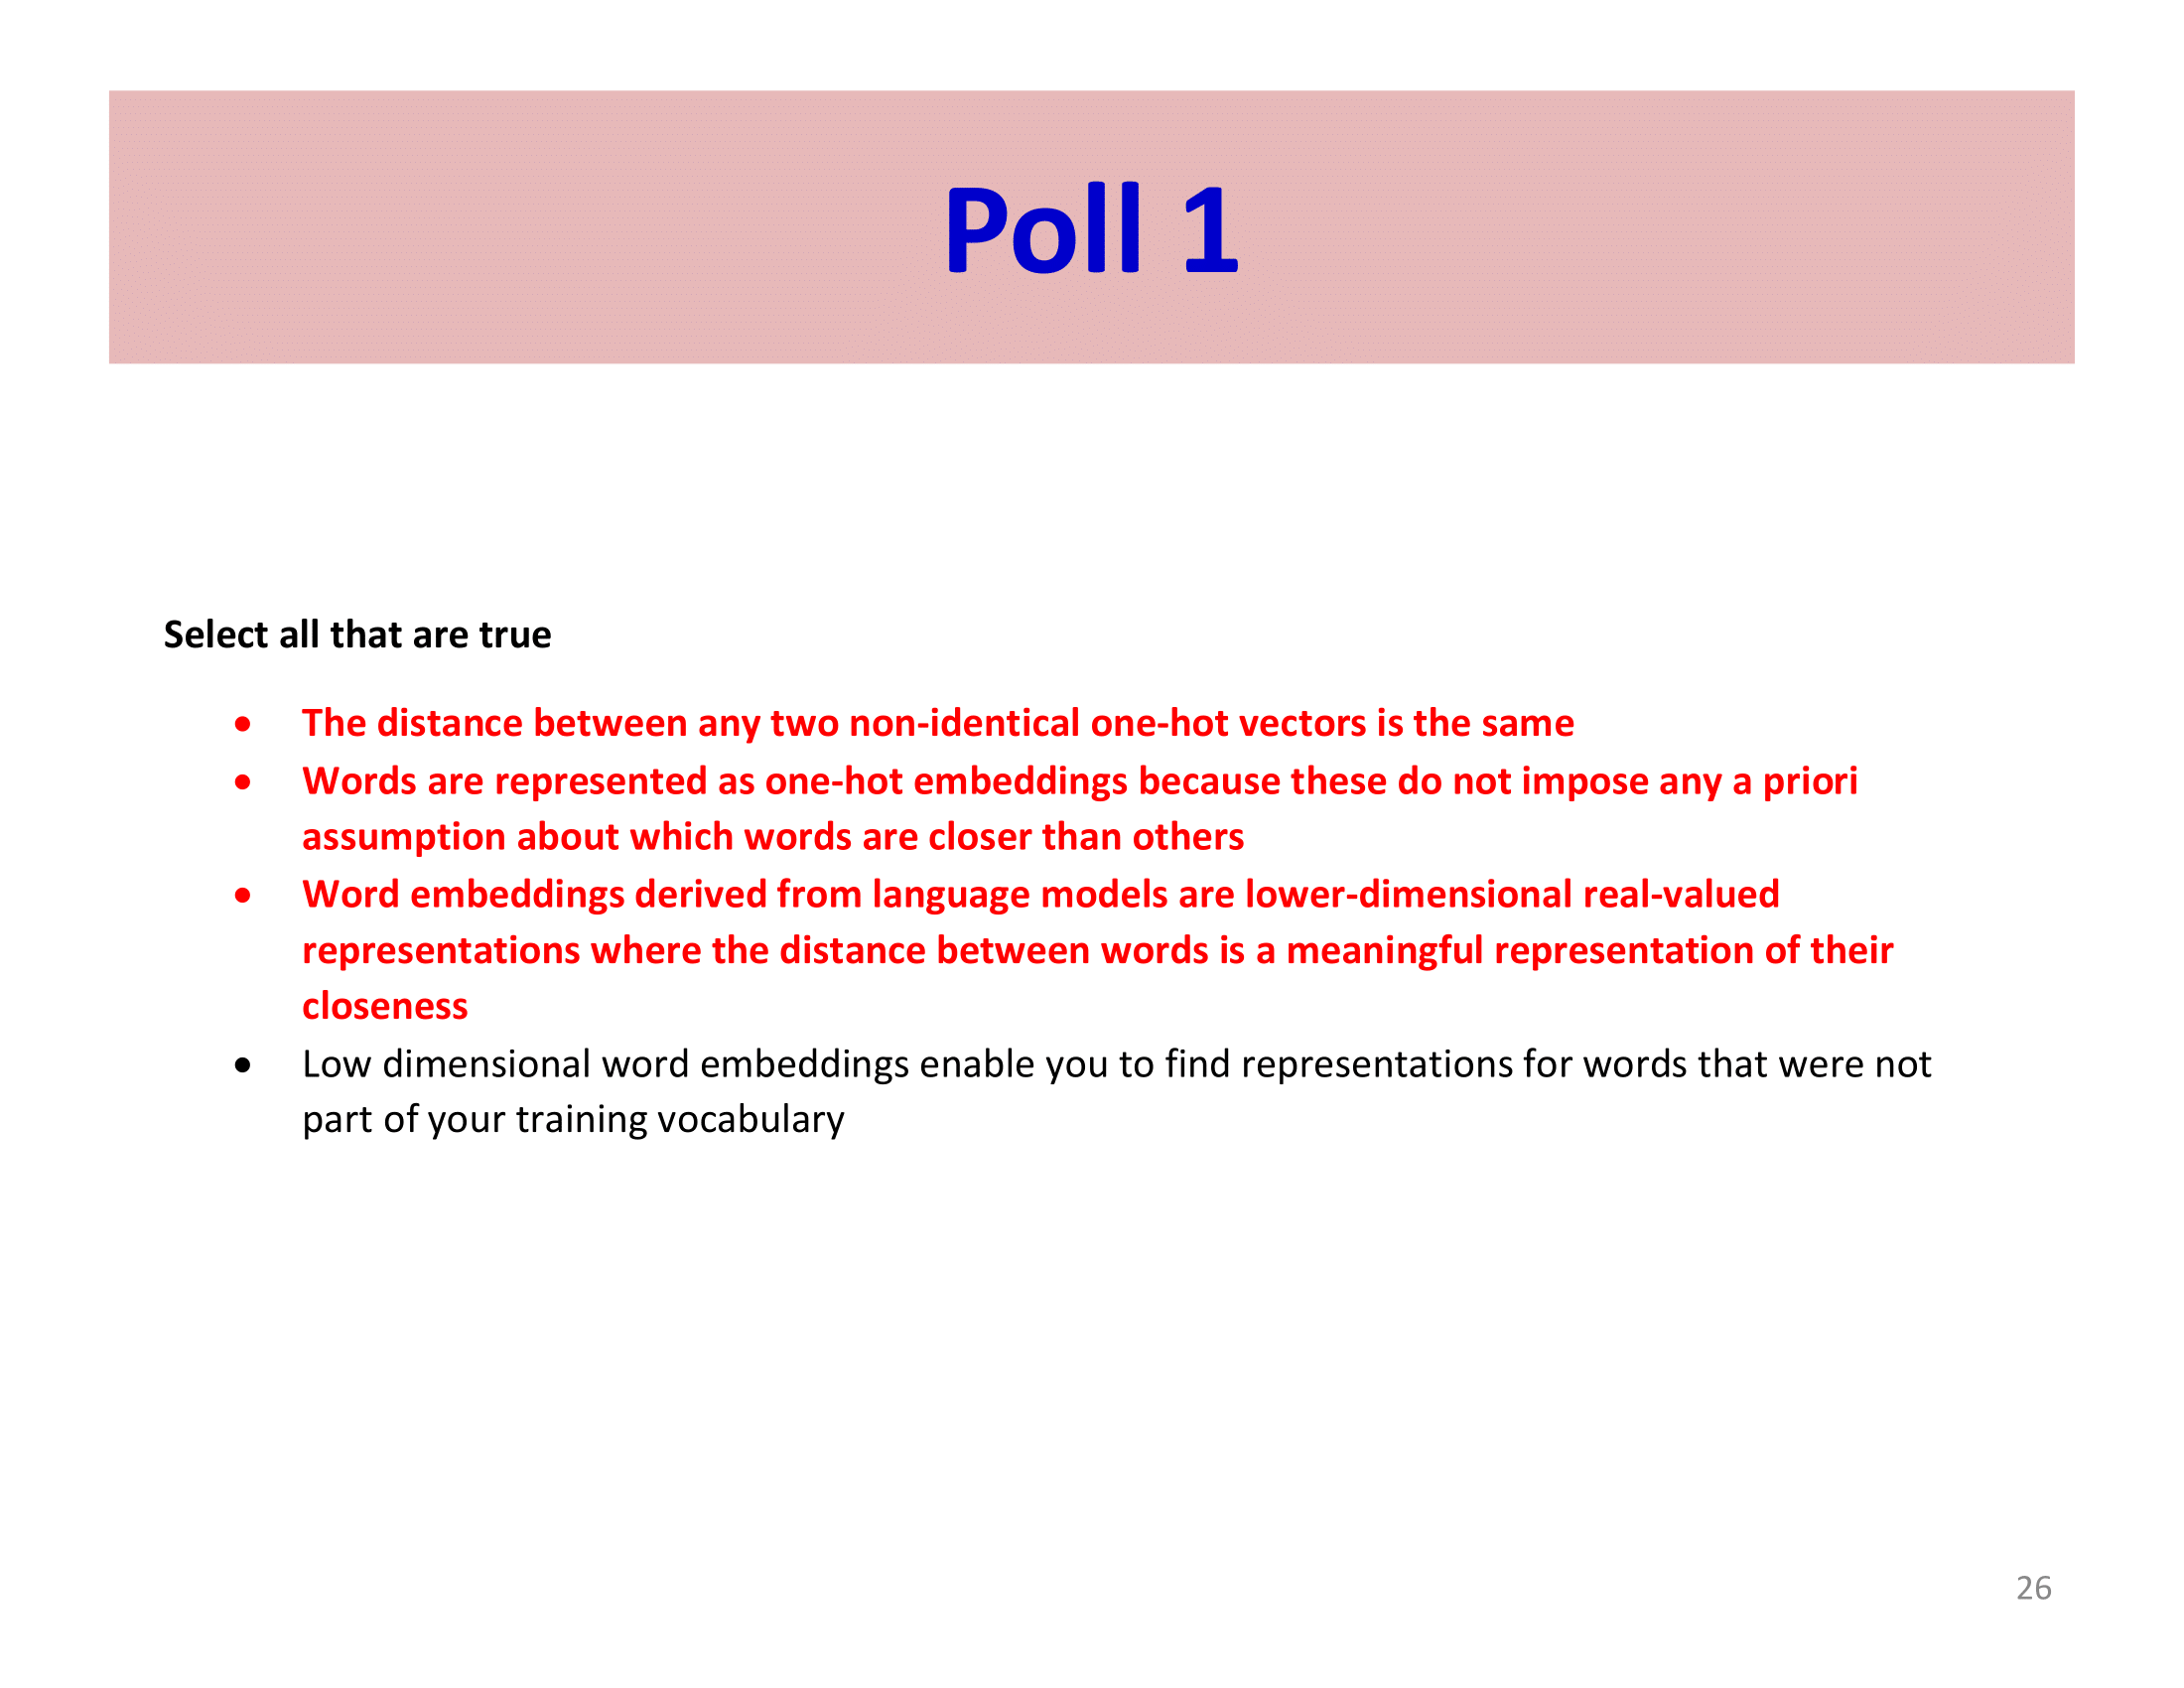 Poll 1
Select all that are true
• The distance between any two non-identical one-hot vectors is the same
• Words are represented as one-hot embeddings because these do not impose any a priori
assumption about which words are closer than others
• Word embeddings derived from language models are lower-dimensional real-valued
representations where the distance between words is a meaningful representation of their
closeness
• Low dimensional word embeddings enable you to find representations for words that were not
part of your training vocabulary
26